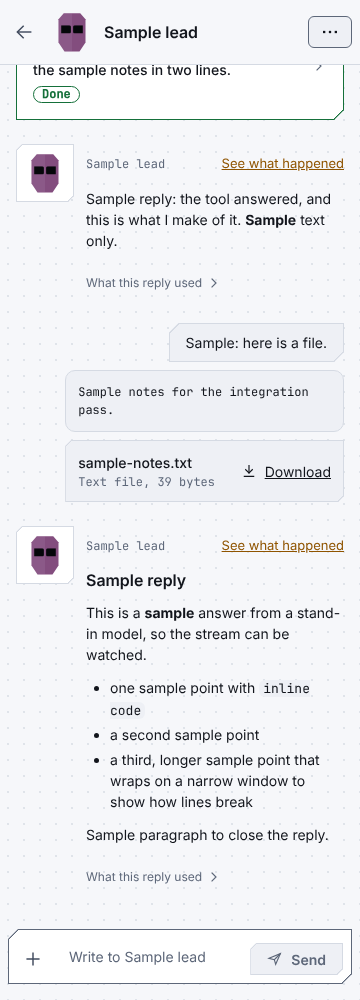 Sample lead
the sample notes in two lines.
Done
Sample lead
See what happened
Sample reply: the tool answered, and
this is what I make of it. Sample text
only.
What this reply used
Sample: here is a file.
Sample notes for the integration
pass.
sample-notes.txt
Text file, 39 bytes
Download
Sample lead
See what happened
Sample reply
This is a sample answer from a stand-
in model, so the stream can be
watched.
one sample point with inline
code
a second sample point
a third, longer sample point that
wraps on a narrow window to
show how lines break
Sample paragraph to close the reply.
What this reply used
Write to Sample lead
Send